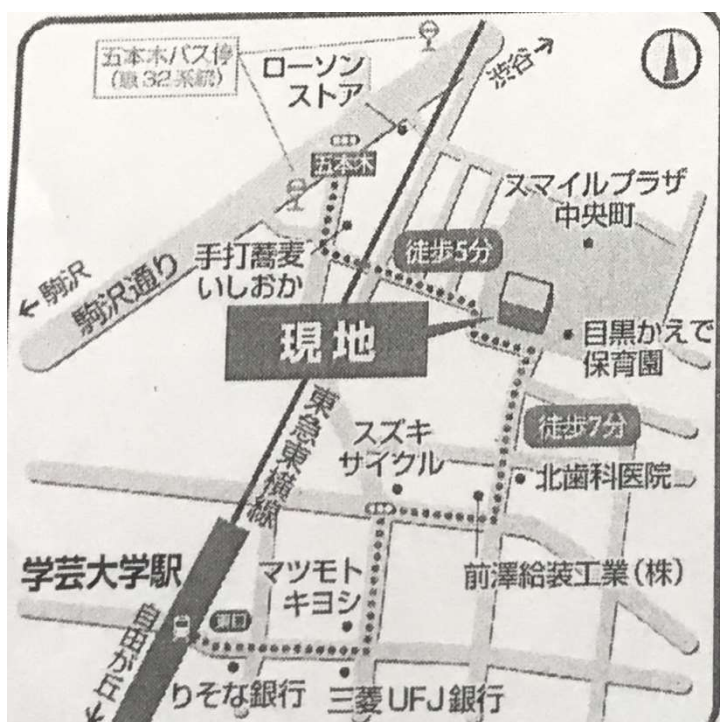 五本木バス停
(恵32系統)
ローソン
ストア
渋谷→
五本木
スマイルプラザ
中央町
手打蕎麦
いしおか
徒歩5分
←駒沢
駒沢通り
現地
目黒かえで
保育園
東急東横線
スズキ
サイクル
徒歩7分
北歯科医院
学芸大学駅
マツモト
キヨシ
前澤給装工業(株)
東口
自由が丘
←
りそな銀行
三菱UFJ銀行